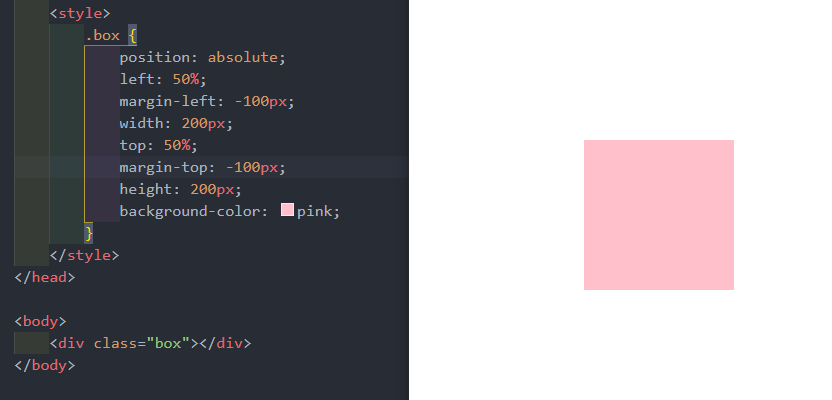 <style>
.box {
position: absolute;
left: 50%;
margin-left: -100px;
width: 200px;
top: 50%;
margin-top: -100px;
height: 200px;
background-color: pink;
}
</style>
</head>
<body>
<div class="box"></div>
</body>